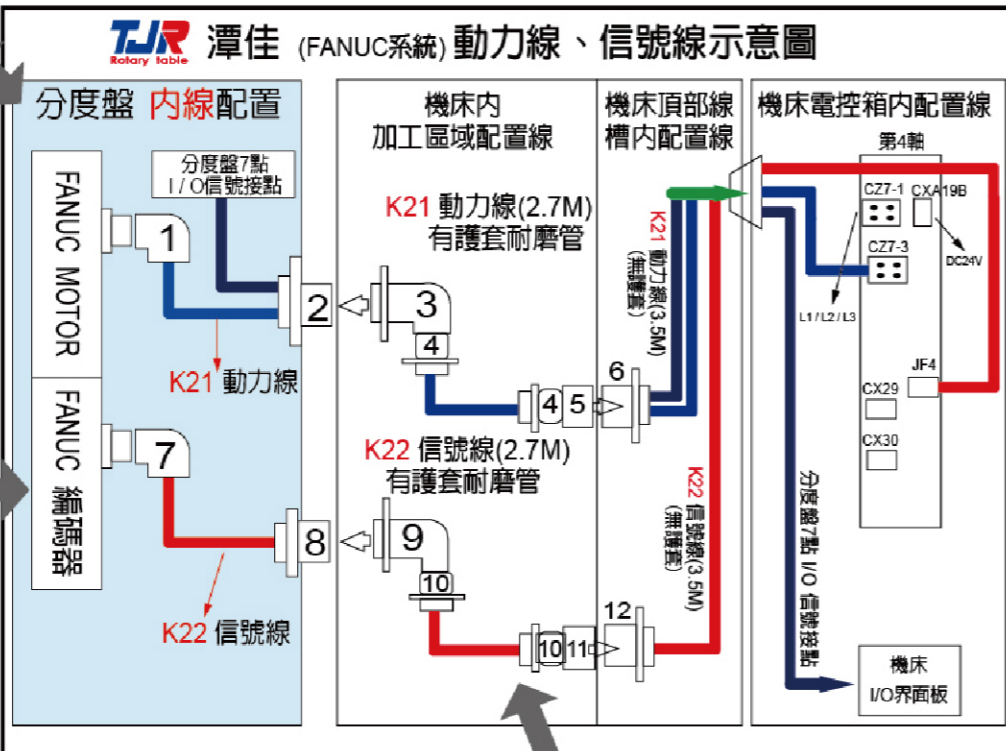 TJR
Rotary table
潭佳 (FANUC系統) 動力線、信號線示意圖
分度盤 內線配置
分度盤7點
I / O信號接點
FANUC MOTOR
FANUC 編碼器
1
2
K21 動力線
7
8
K22 信號線
機床內
加工區域配置線
K21 動力線(2.7M)
有護套耐磨管
3
4
4
5
K22 信號線(2.7M)
有護套耐磨管
9
10
10
11
機床頂部線
槽內配置線
K21 動力線(3.5M)
(無護套)
6
K22 信號線(3.5M)
(無護套)
12
機床電控箱內配置線
第4軸
CZ7-1
CXA19B
CZ7-3
DC24V
L1 / L2 / L3
JF4
CX29
CX30
分度盤7點 I/O 信號接點
機床
I/O界面板